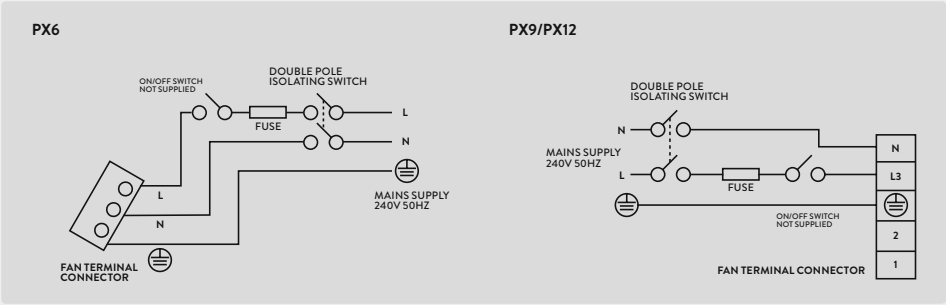 PX6
ON/OFF SWITCH
NOT SUPPLIED
DOUBLE POLE
ISOLATING SWITCH
FUSE
L
N
MAINS SUPPLY
240V 50HZ
L
N
FAN TERMINAL
CONNECTOR
PX9/PX12
DOUBLE POLE
ISOLATING SWITCH
N
MAINS SUPPLY
240V 50HZ
L
FUSE
ON/OFF SWITCH
NOT SUPPLIED
N
L3
2
1
FAN TERMINAL CONNECTOR